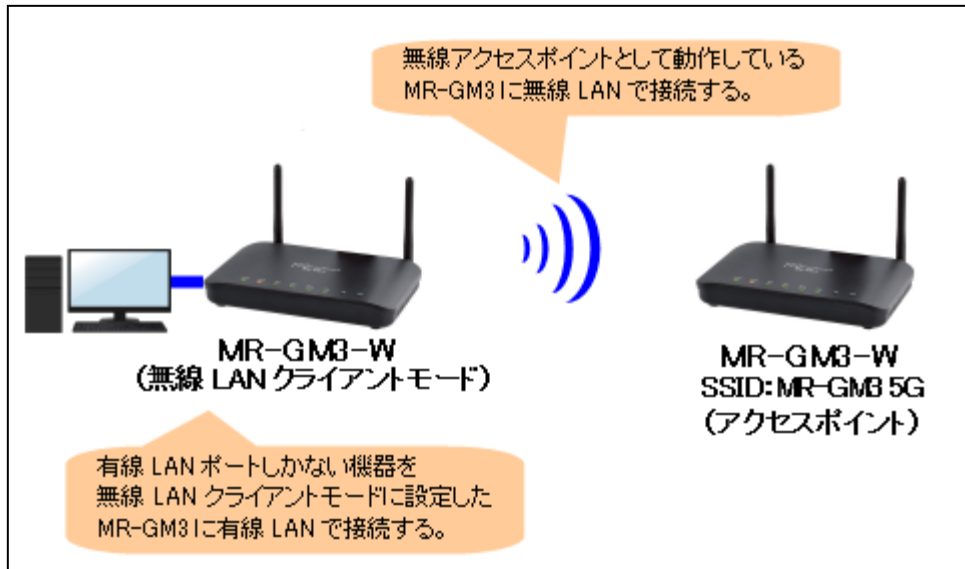 無線アクセスポイントとして動作している
MR-GM3に無線 LAN で接続する。
MR-GM3-W
(無線 LAN クライアントモード)
MR-GM3-W
SSID:MR-GM3 5G
(アクセスポイント)
有線 LAN ポートしかない機器を
無線 LAN クライアントモードに設定した
MR-GM3に有線 LAN で接続する。